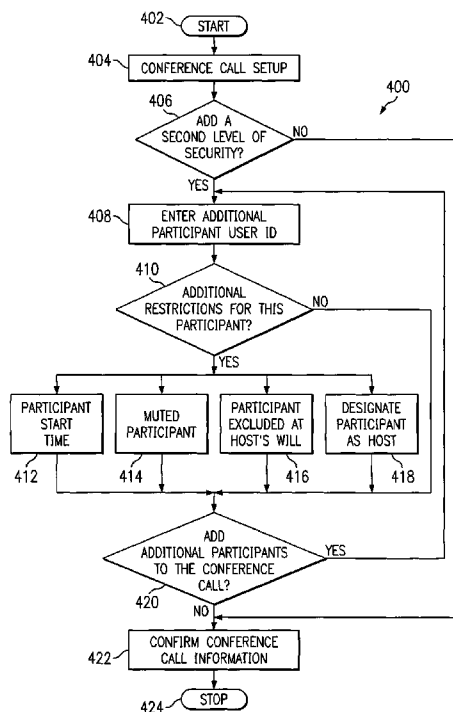 402
START
404
CONFERENCE CALL SETUP
400
406
ADD A
SECOND LEVEL OF
SECURITY?
NO
YES
408
ENTER ADDITIONAL
PARTICIPANT USER ID
410
ADDITIONAL
RESTRICTIONS FOR THIS
PARTICIPANT?
NO
YES
PARTICIPANT
START
TIME
412
MUTED
PARTICIPANT
414
PARTICIPANT
EXCLUDED AT
HOST'S WILL
416
DESIGNATE
PARTICIPANT
AS HOST
418
ADD
ADDITIONAL PARTICIPANTS
TO THE CONFERENCE
CALL?
YES
420
NO
422
CONFIRM CONFERENCE
CALL INFORMATION
424
STOP